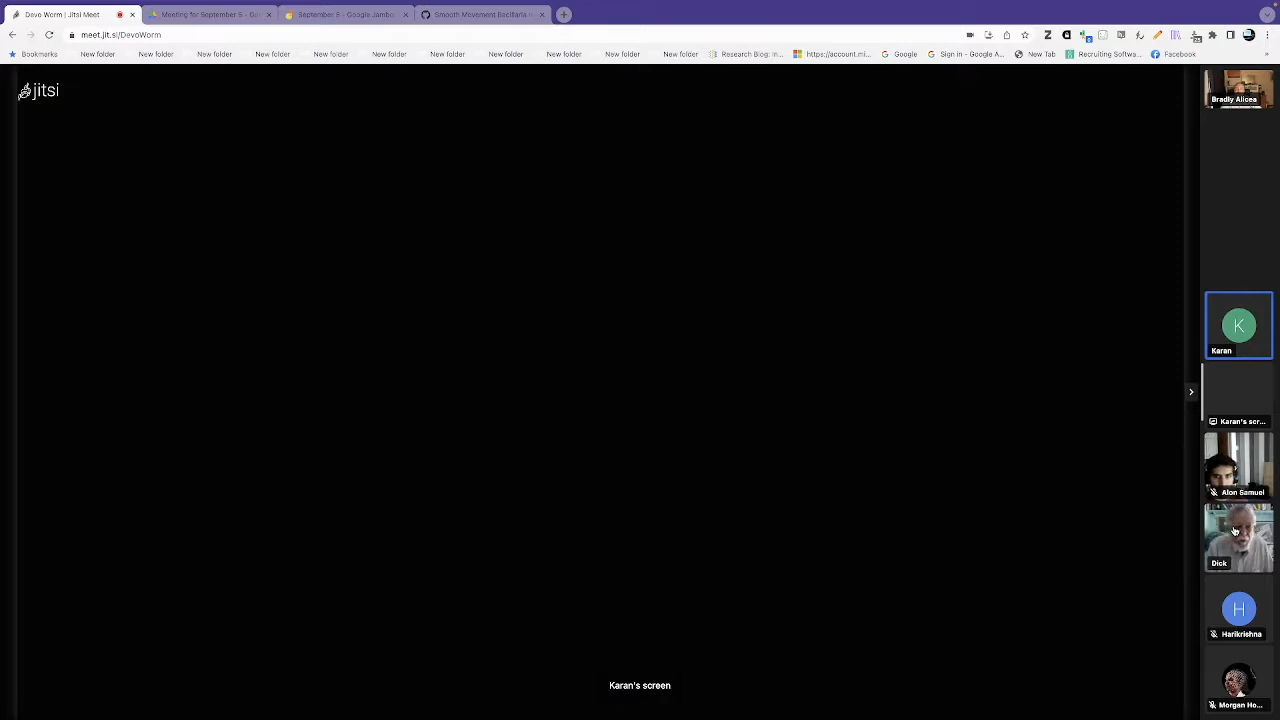 Devo Worm | Jitsi Meet
Meeting for September 5 - Goo
September 5 - Google Jambo
Smooth Movement Bacillaria
meet.jit.si/DevoWorm
Bookmarks
New folder
New folder
New folder
New folder
New folder
New folder
New folder
New folder
New folder
New folder
New folder
Research Blog: In...
https://account.mi...
Google
Sign in - Google A...
New Tab
Recruiting Softwa...
Facebook
»
jitsi
Bradly Alicea
K
Karan
Karan's scr...
Alon Samuel
Dick
H
Harikrishna
Morgan Ho...
Karan's screen